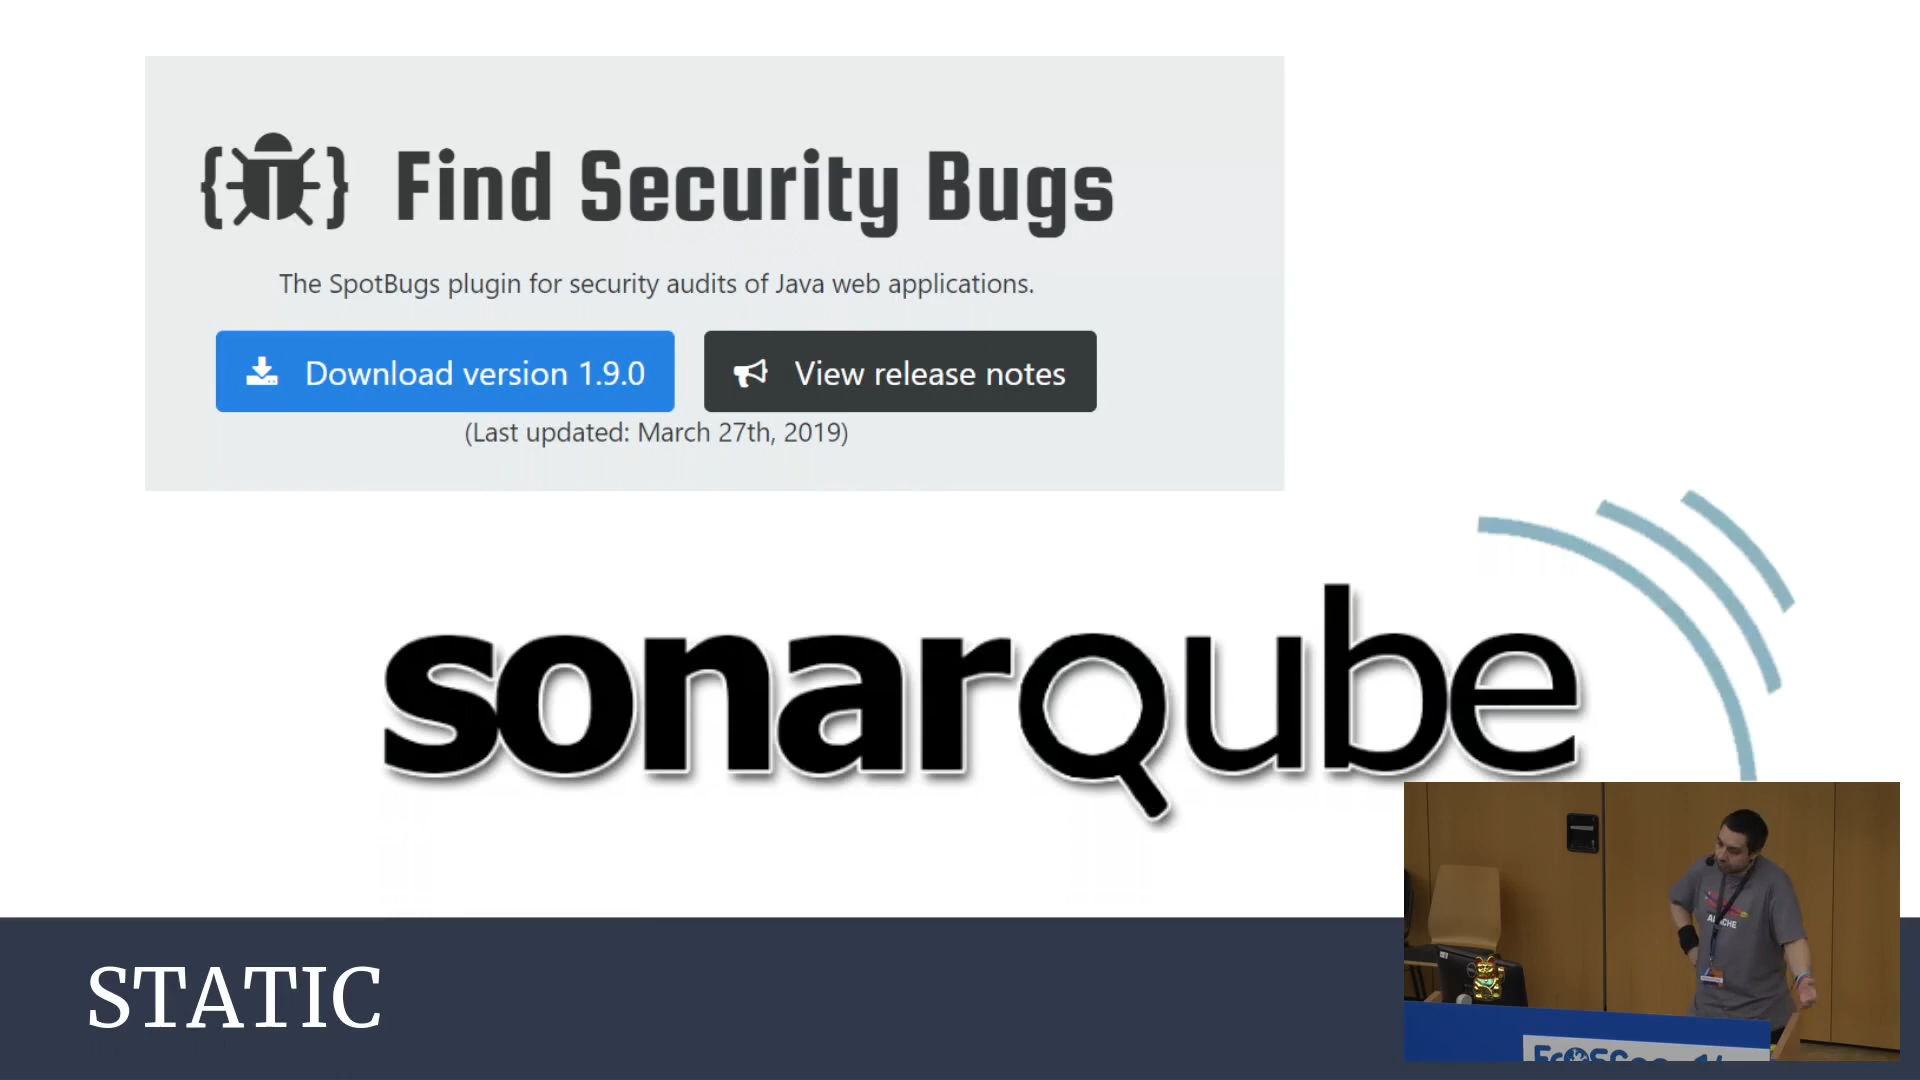 Find Security Bugs
The SpotBugs plugin for security audits of Java web applications.
Download version 1.9.0
View release notes
(Last updated: March 27th, 2019)
sonarqube
STATIC